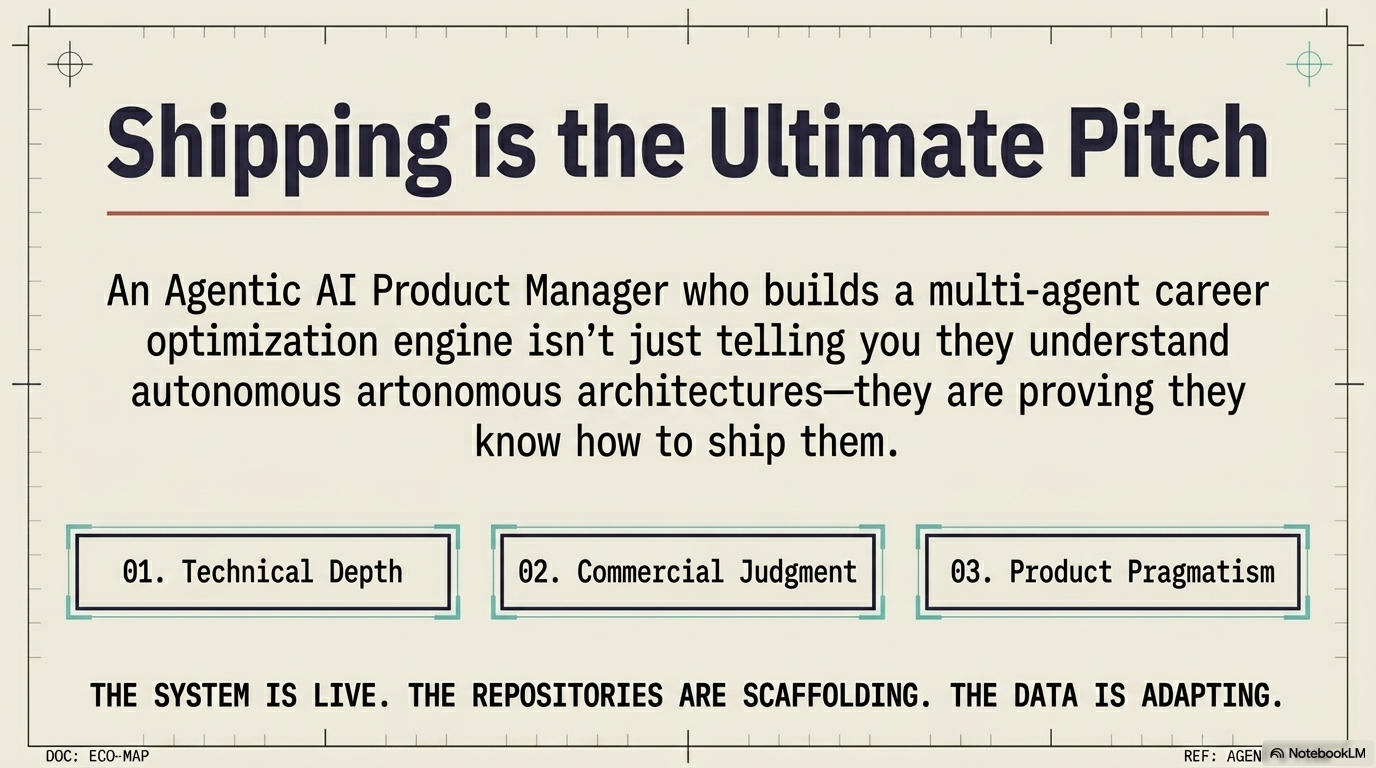 Shipping is the Ultimate Pitch
An Agentic AI Product Manager who builds a multi-agent career
optimization engine isn’t just telling you they understand
autonomous artonomous architectures—they are proving they
know how to ship them.
01. Technical Depth
02. Commercial Judgment
03. Product Pragmatism
THE SYSTEM IS LIVE. THE REPOSITORIES ARE SCAFFOLDING. THE DATA IS ADAPTING.
DOC: ECO-MAP
REF: AGEN
NotebookLM